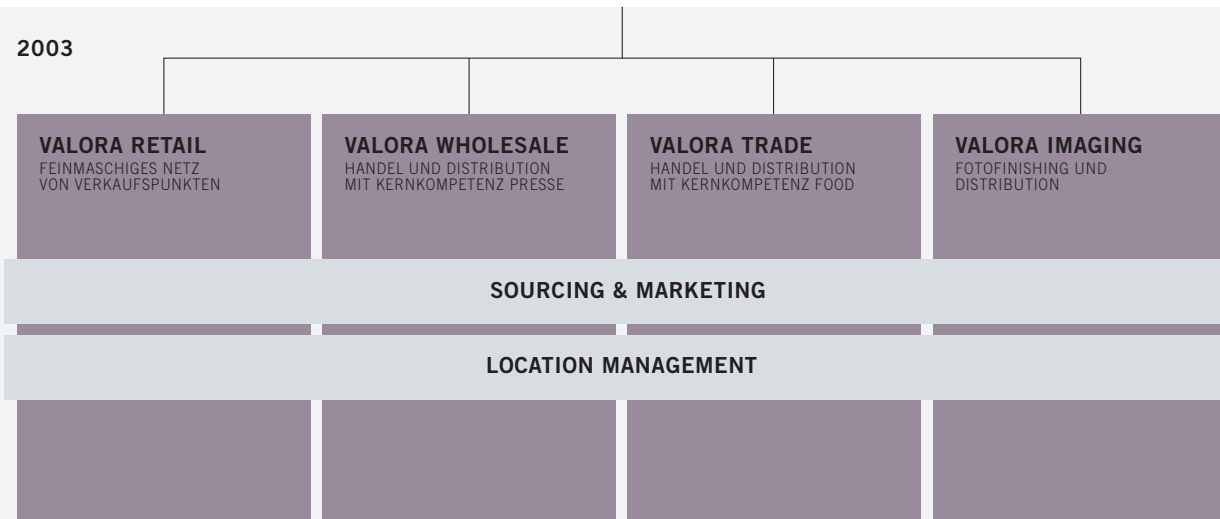 2003
VALORA RETAIL
FEINMASCHIGES NETZ
VON VERKAUFSPUNKTEN
VALORA WHOLESALE
HANDEL UND DISTRIBUTION
MIT KERNKOMPETENZ PRESSE
VALORA TRADE
HANDEL UND DISTRIBUTION
MIT KERNKOMPETENZ FOOD
VALORA IMAGING
FOTOFINISHING UND
DISTRIBUTION
SOURCING & MARKETING
LOCATION MANAGEMENT